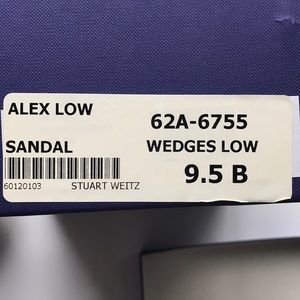 ALEX LOW
62A-6755
SANDAL
WEDGES LOW
9.5 B
60120103
STUART WEITZ